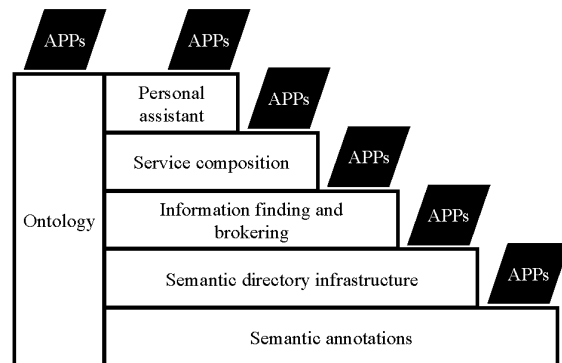 APPs
APPs
Personal
assistant
APPs
Service composition
APPs
Ontology
Information finding and
brokering
APPs
Semantic directory infrastructure
APPs
Semantic annotations